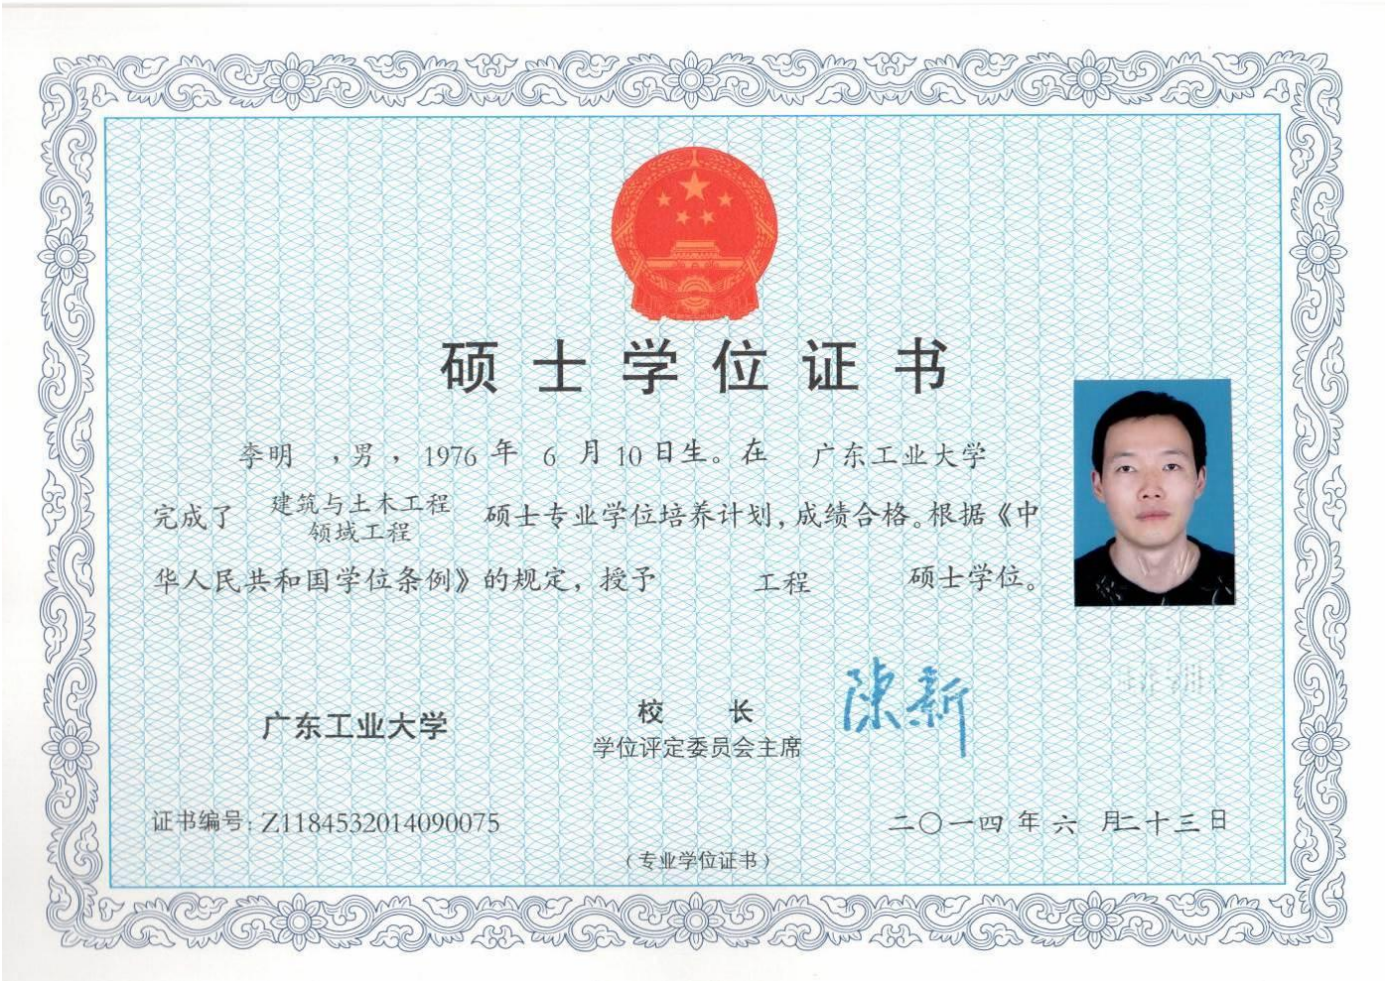 硕士学位证书
李明 ，男，1976 年 6 月 10 日生。在 广东工业大学
完成了 建筑与土木工程领域工程 硕士专业学位培养计划，成绩合格。根据《中
华人民共和国学位条例》的规定，授予 工程 硕士学位。
广东工业大学
校 长
学位评定委员会主席
陳新
证书编号：Z1184532014090075
二〇一四 年 六 月二十三日
（专业学位证书）